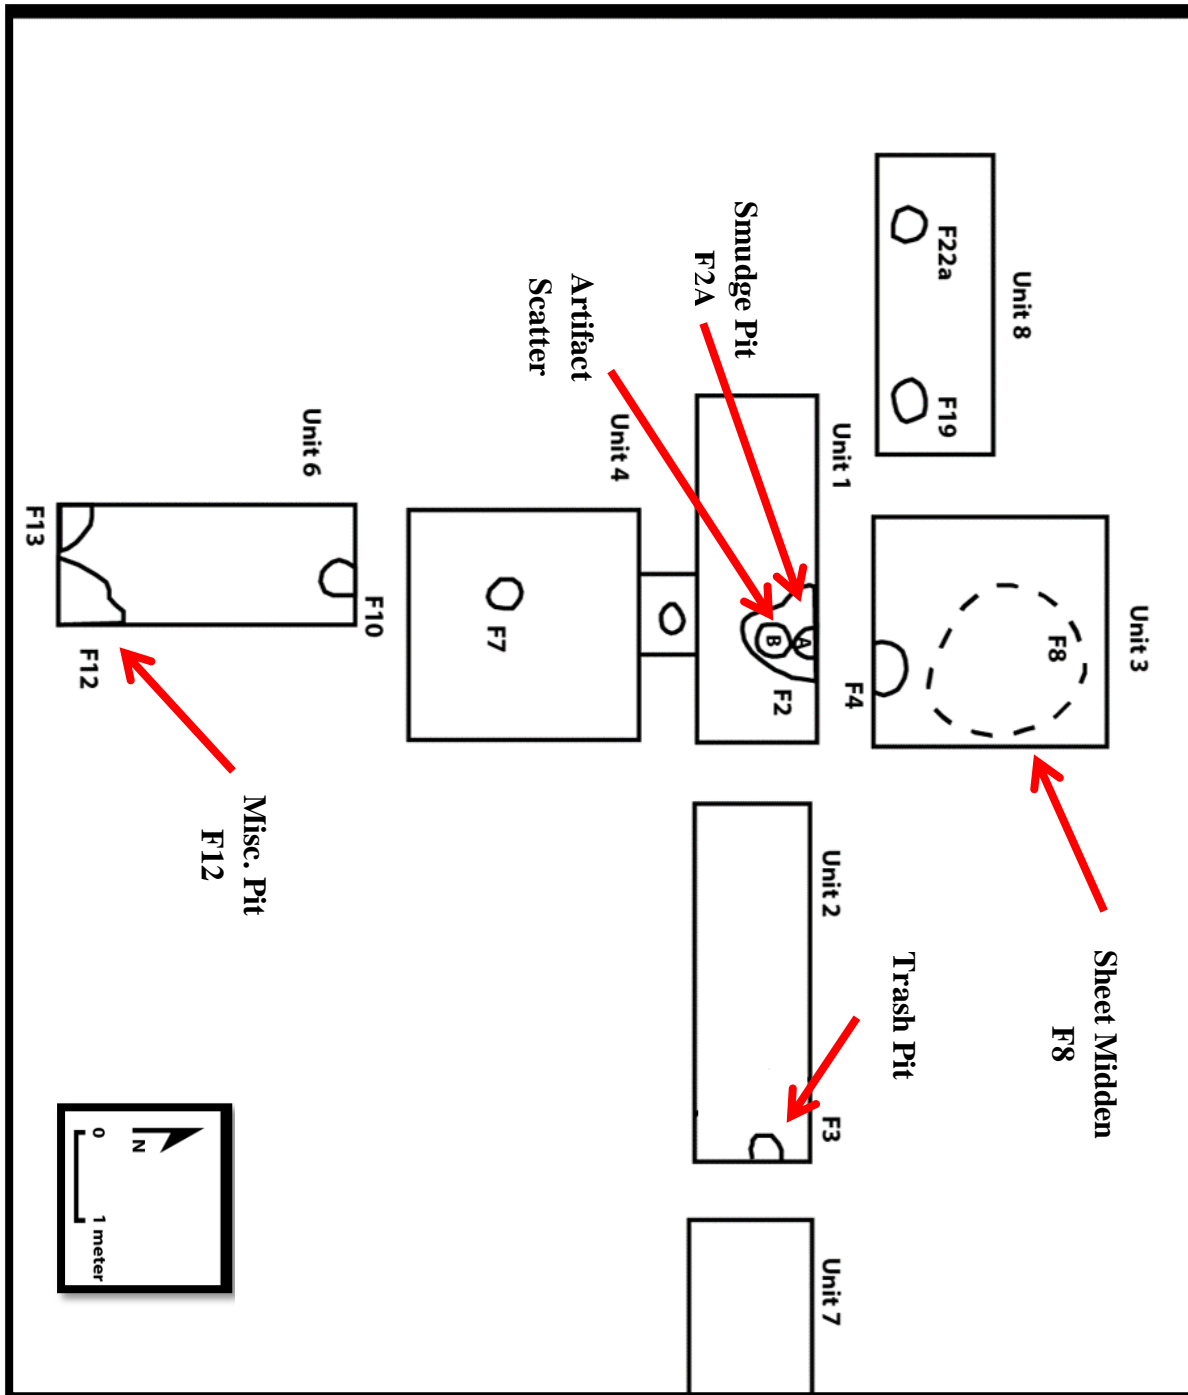 Unit 8
F22a
F19
Unit 3
F8
F4
Sheet Midden
F8
Smudge Pit
F2A
Artifact
Scatter
Unit 1
A
B
F2
Unit 2
Trash Pit
F3
Unit 7
Unit 4
F7
Unit 6
F10
F13
F12
Misc. Pit
F12
N
0
1 meter